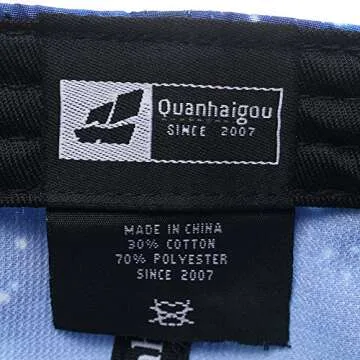 Quanhaigou
SINCE 2007
MADE IN CHINA
30% COTTON
70% POLYESTER
SINCE 2007